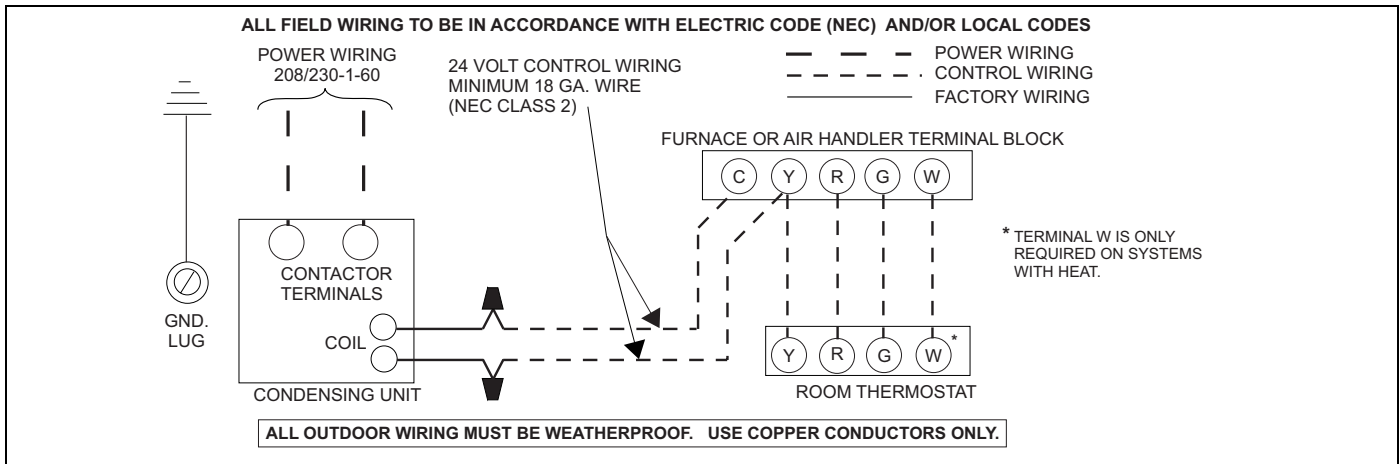 ALL FIELD WIRING TO BE IN ACCORDANCE WITH ELECTRIC CODE (NEC) AND/OR LOCAL CODES
POWER WIRING
208/230-1-60
24 VOLT CONTROL WIRING
MINIMUM 18 GA. WIRE
(NEC CLASS 2)
POWER WIRING
CONTROL WIRING
FACTORY WIRING
FURNACE OR AIR HANDLER TERMINAL BLOCK
C Y R G W
* TERMINAL W IS ONLY
REQUIRED ON SYSTEMS
WITH HEAT.
CONTACTOR
TERMINALS
GND.
LUG
COIL
CONDENSING UNIT
Y R G W *
ROOM THERMOSTAT
ALL OUTDOOR WIRING MUST BE WEATHERPROOF. USE COPPER CONDUCTORS ONLY.